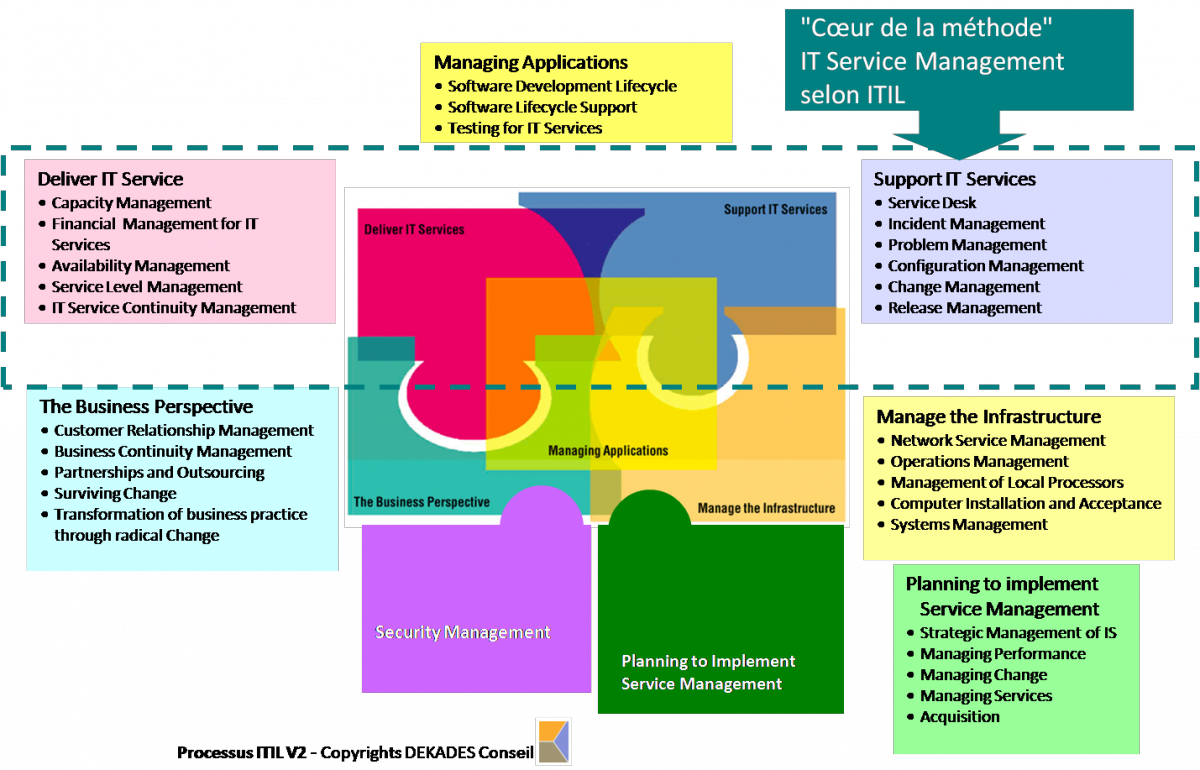 "Cœur de la méthode"
IT Service Management
selon ITIL
Managing Applications
• Software Development Lifecycle
• Software Lifecycle Support
• Testing for IT Services
Deliver IT Service
• Capacity Management
• Financial Management for IT
Services
• Availability Management
• Service Level Management
• IT Service Continuity Management
Support IT Services
• Service Desk
• Incident Management
• Problem Management
• Configuration Management
• Change Management
• Release Management
Deliver IT Services
Support IT Services
Managing Applications
The Business Perspective
Manage the Infrastructure
The Business Perspective
• Customer Relationship Management
• Business Continuity Management
• Partnerships and Outsourcing
• Surviving Change
• Transformation of business practice
through radical Change
Manage the Infrastructure
• Network Service Management
• Operations Management
• Management of Local Processors
• Computer Installation and Acceptance
• Systems Management
Security Management
Planning to Implement
Service Management
Planning to implement
Service Management
• Strategic Management of IS
• Managing Performance
• Managing Change
• Managing Services
• Acquisition
Processus ITIL V2 - Copyrights DEKADES Conseil